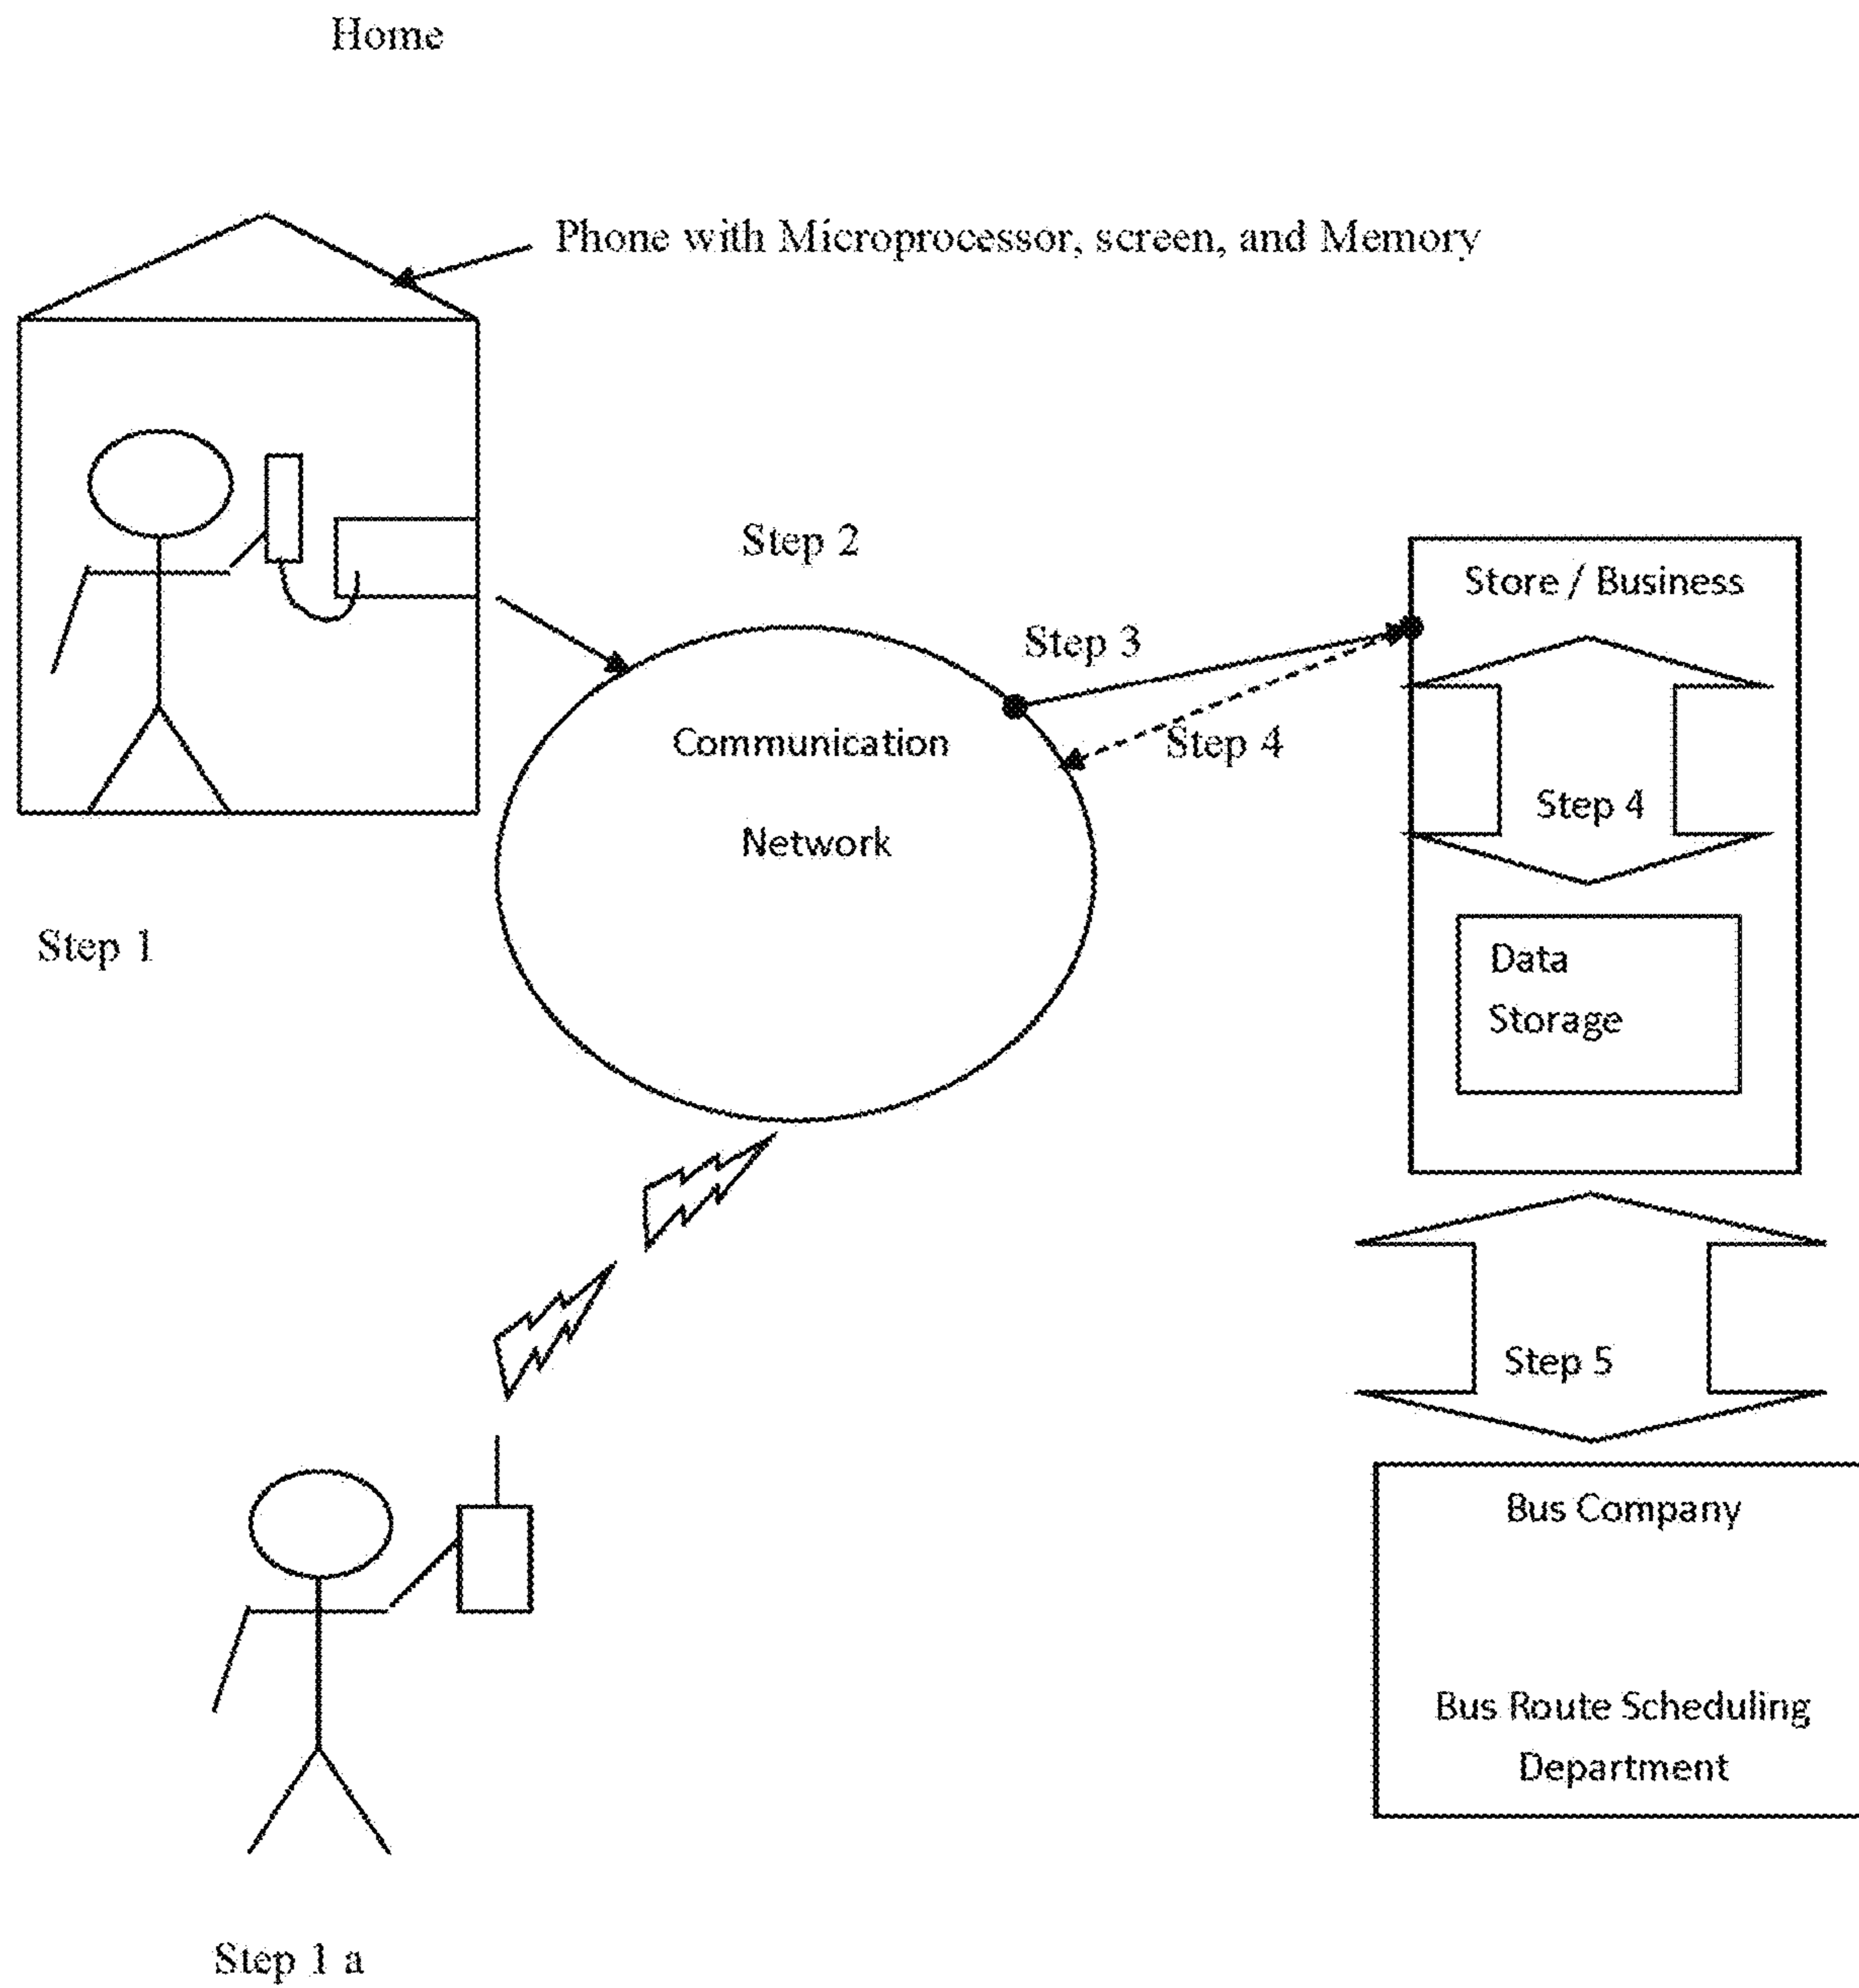 Home
Phone with Microprocessor, screen, and Memory
Step 2
Store / Business
Step 3
Communication
Step 4
Network
Step 4
Step 1
Data
Storage
Step 5
Bus Company
Bus Route Scheduling
Department
Step 1 a